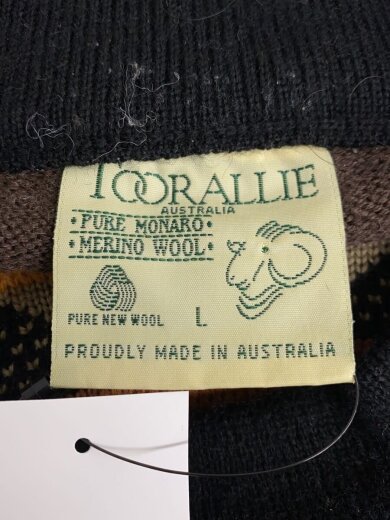 TOORALLIE
AUSTRALIA
• PURE MONARO •
• MERINO WOOL •
PURE NEW WOOL L
PROUDLY MADE IN AUSTRALIA